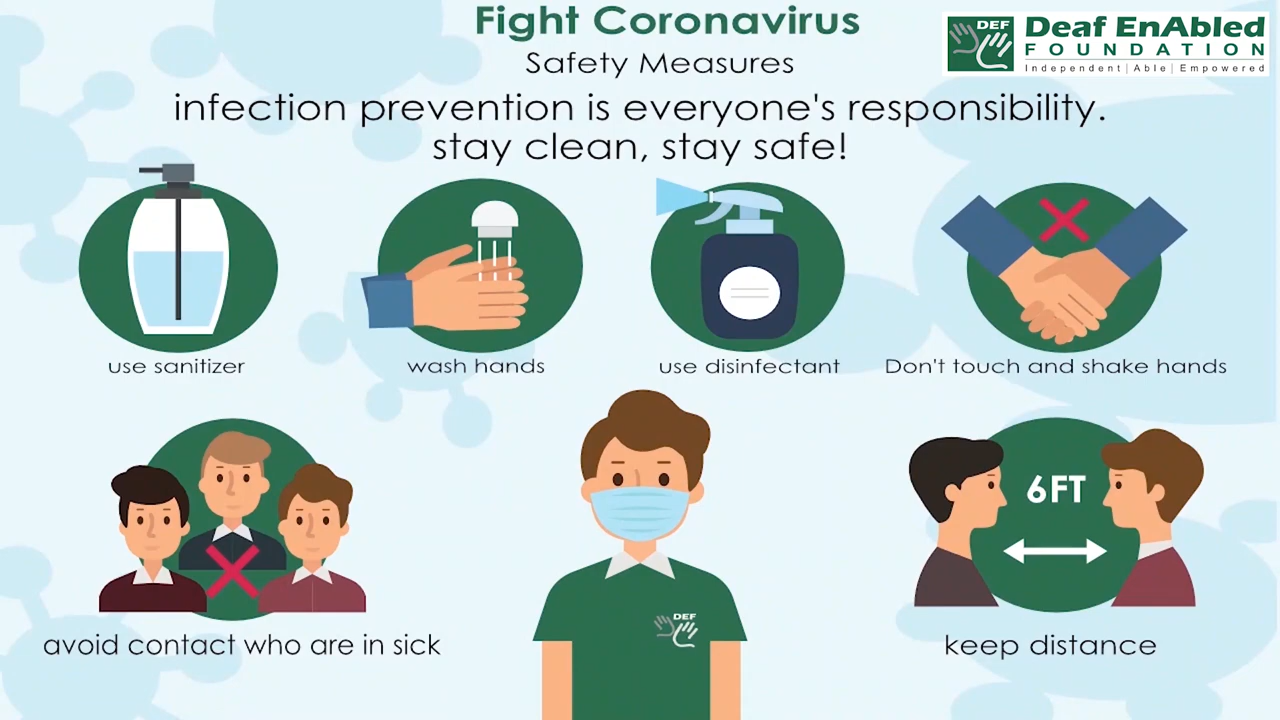 Fight Coronavirus
Safety Measures
infection prevention is everyone's responsibility.
stay clean, stay safe!
DEF
Deaf EnAbled
FOUNDATION
Independent | Able | Empowered
use sanitizer
wash hands
use disinfectant
Don't touch and shake hands
6FT
DEF
avoid contact who are in sick
keep distance